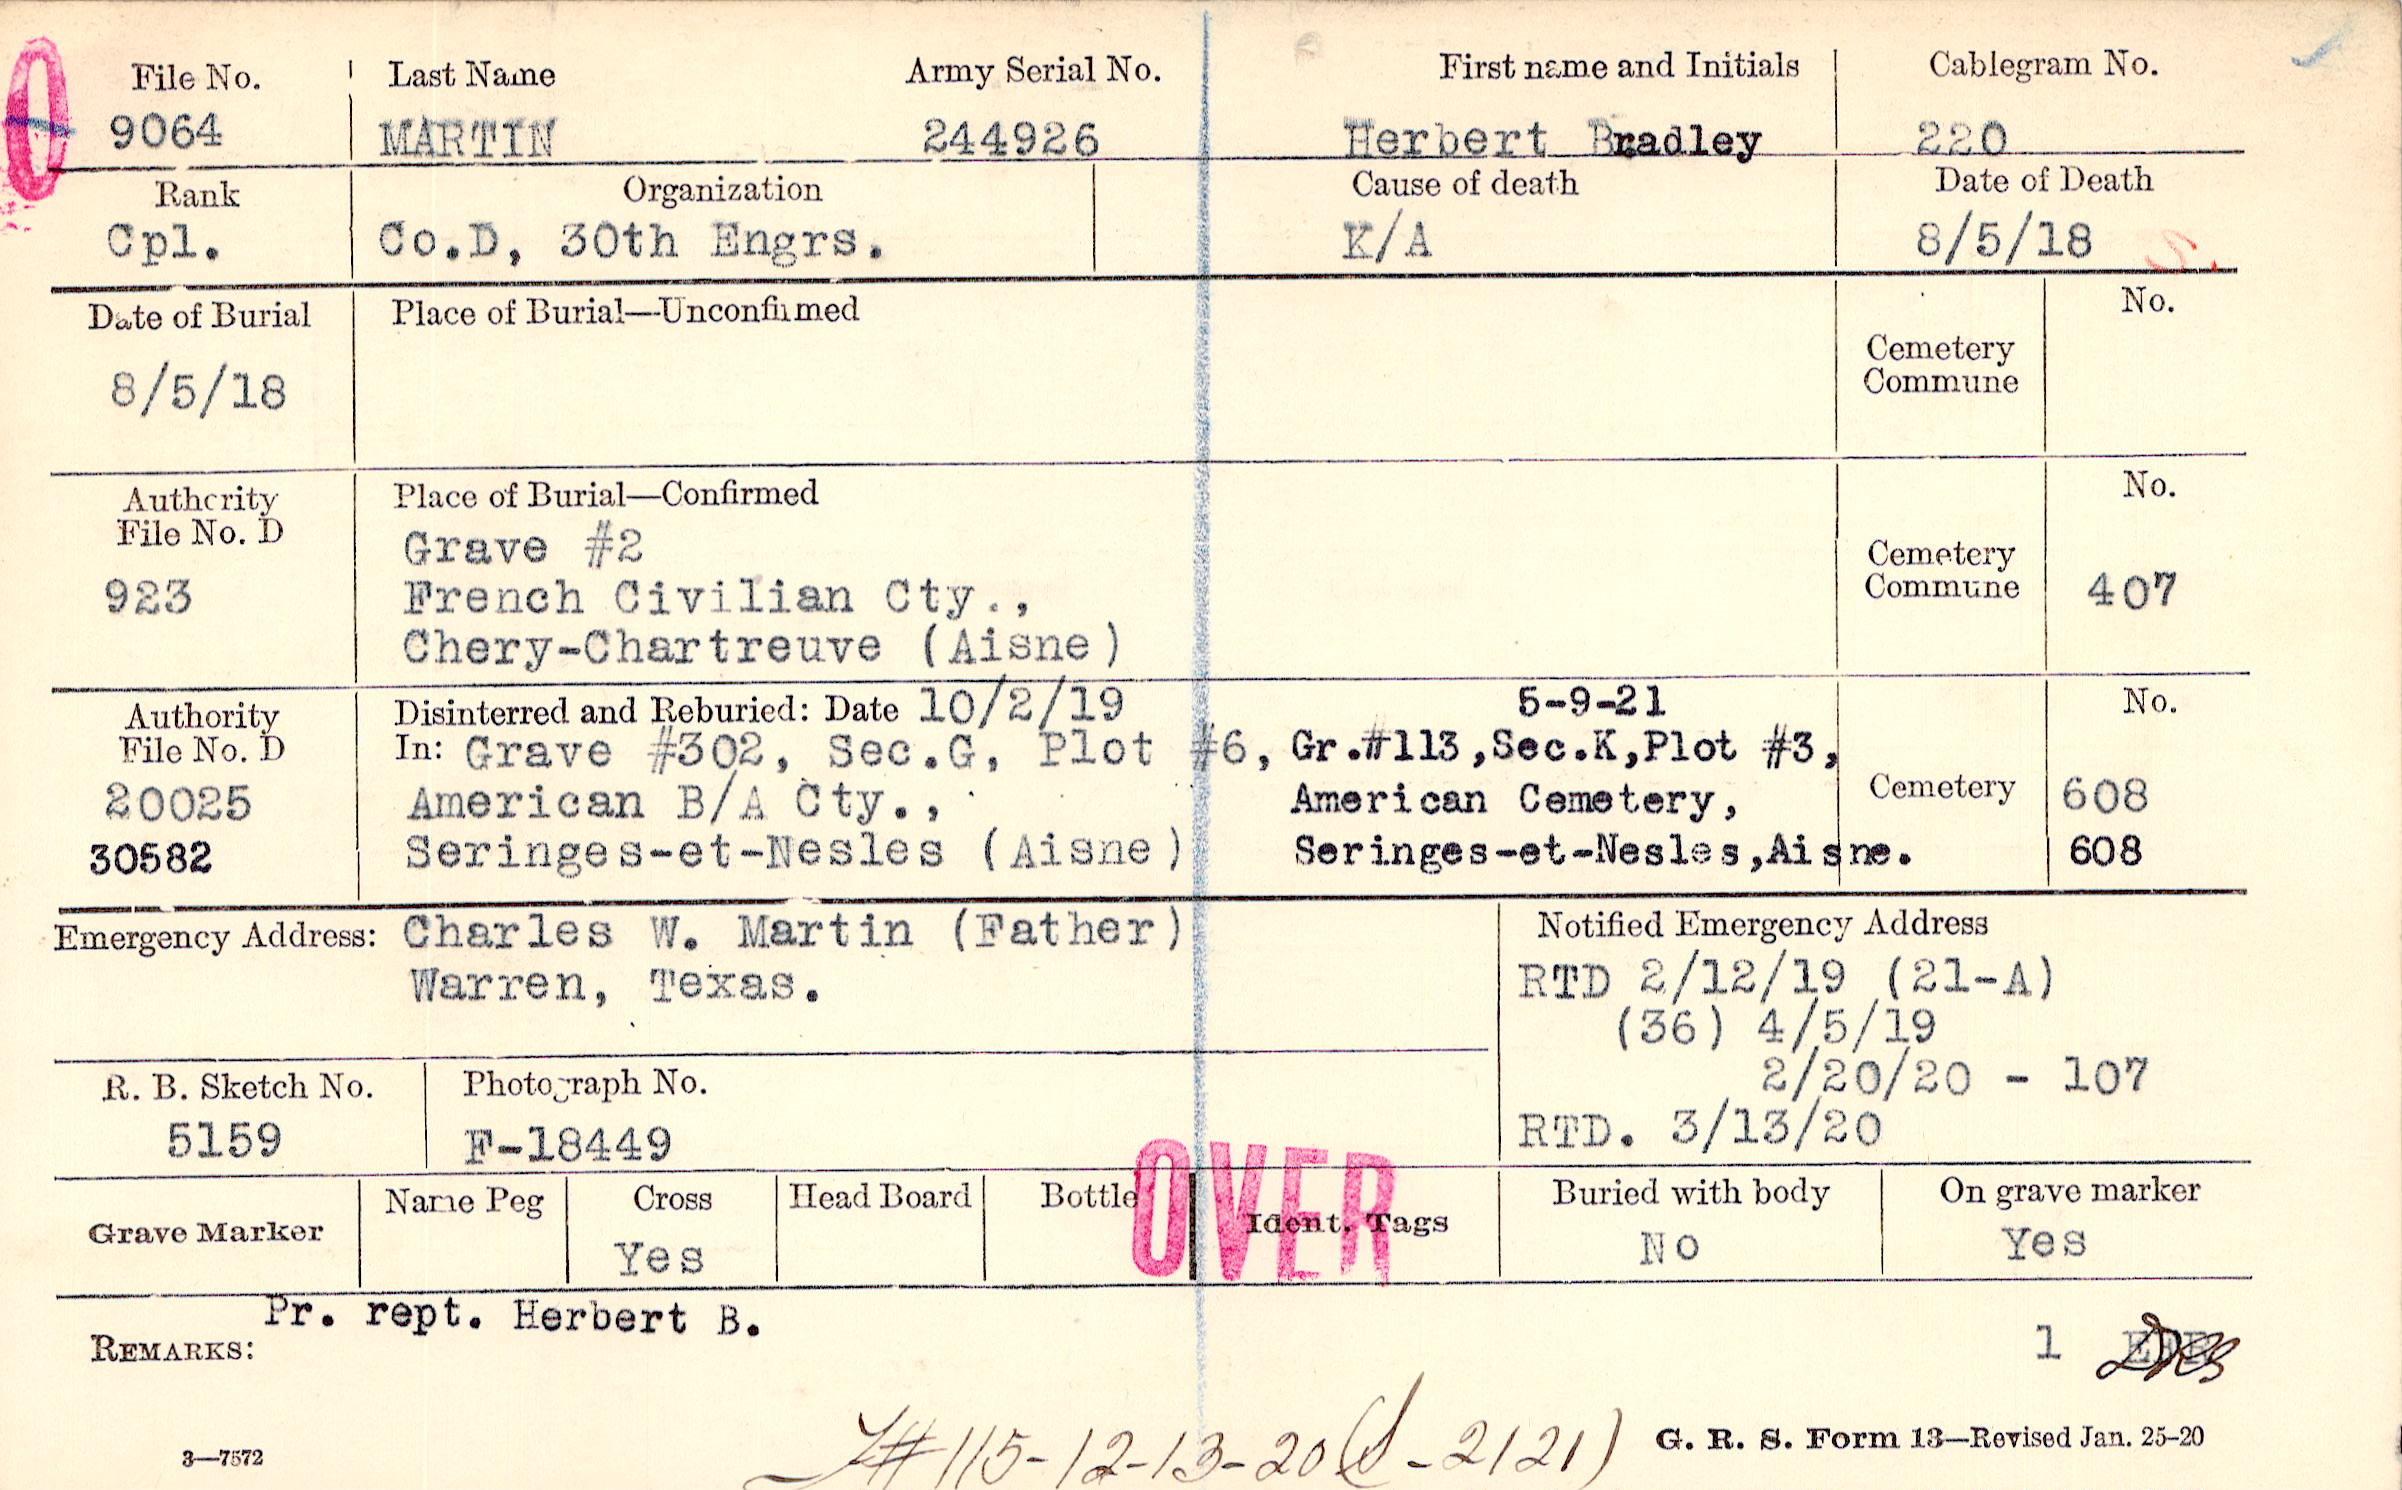 File No. Last Name Army Serial No. First name and Initials Cablegram No.
9064 MARTIN 244926 Herbert Bradley 220
Rank Organization Cause of death Date of Death
Cpl. Co.D, 30th Engrs. K/A 8/5/18
Date of Burial Place of Burial—Unconfirmed No.
8/5/18
Cemetery
Commune
Authority Place of Burial—Confirmed No.
File No. D
Grave #2
923 French Civilian Cty.,
Chery-Chartreuve (Aisne)
Cemetery
Commune 407
Authority Disinterred and Reburied: Date 10/2/19 5-9-21 No.
File No. D In: Grave #302, Sec.G, Plot #6, Gr.#113,Sec.K,Plot #3,
20025 American B/A Cty., American Cemetery, Cemetery 608
30582 Seringes-et-Nesles (Aisne) Seringes-et-Nesles,Aisne. 608
Emergency Address: Charles W. Martin (Father)
Warren, Texas.
Notified Emergency Address
RTD 2/12/19 (21-A)
(36) 4/5/19
2/20/20 - 107
RTD. 3/13/20
R. B. Sketch No. Photograph No.
5159 F-18449
OVER
Grave Marker Name Peg Cross Head Board Bottle Ident. Tags Buried with body On grave marker
Yes No Yes
Pr. rept. Herbert B.
REMARKS: 1
#115-12-13-20 -2121)
3—7572 G. R. S. Form 13—Revised Jan. 25-20